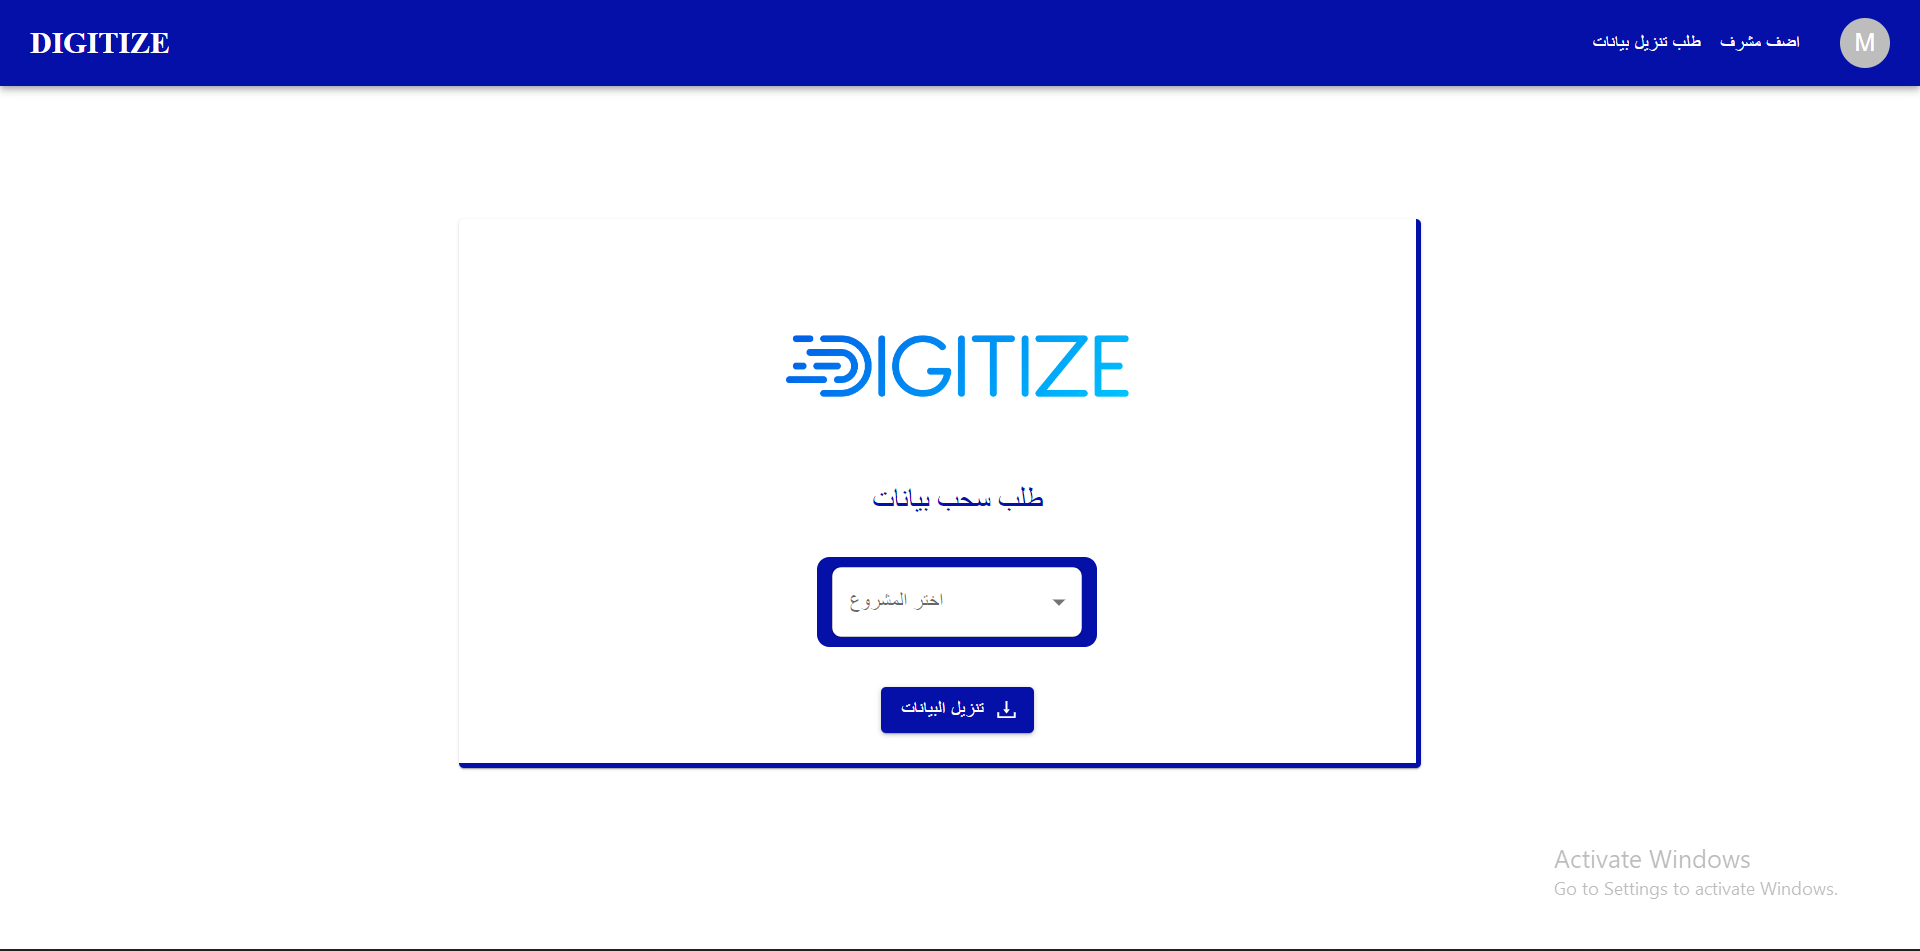 DIGITIZE
طلب تنزيل بيانات
اضف مشرف
M
DIGITIZE
طلب سحب بيانات
اختر المشروع
تنزيل البيانات
Activate Windows
Go to Settings to activate Windows.